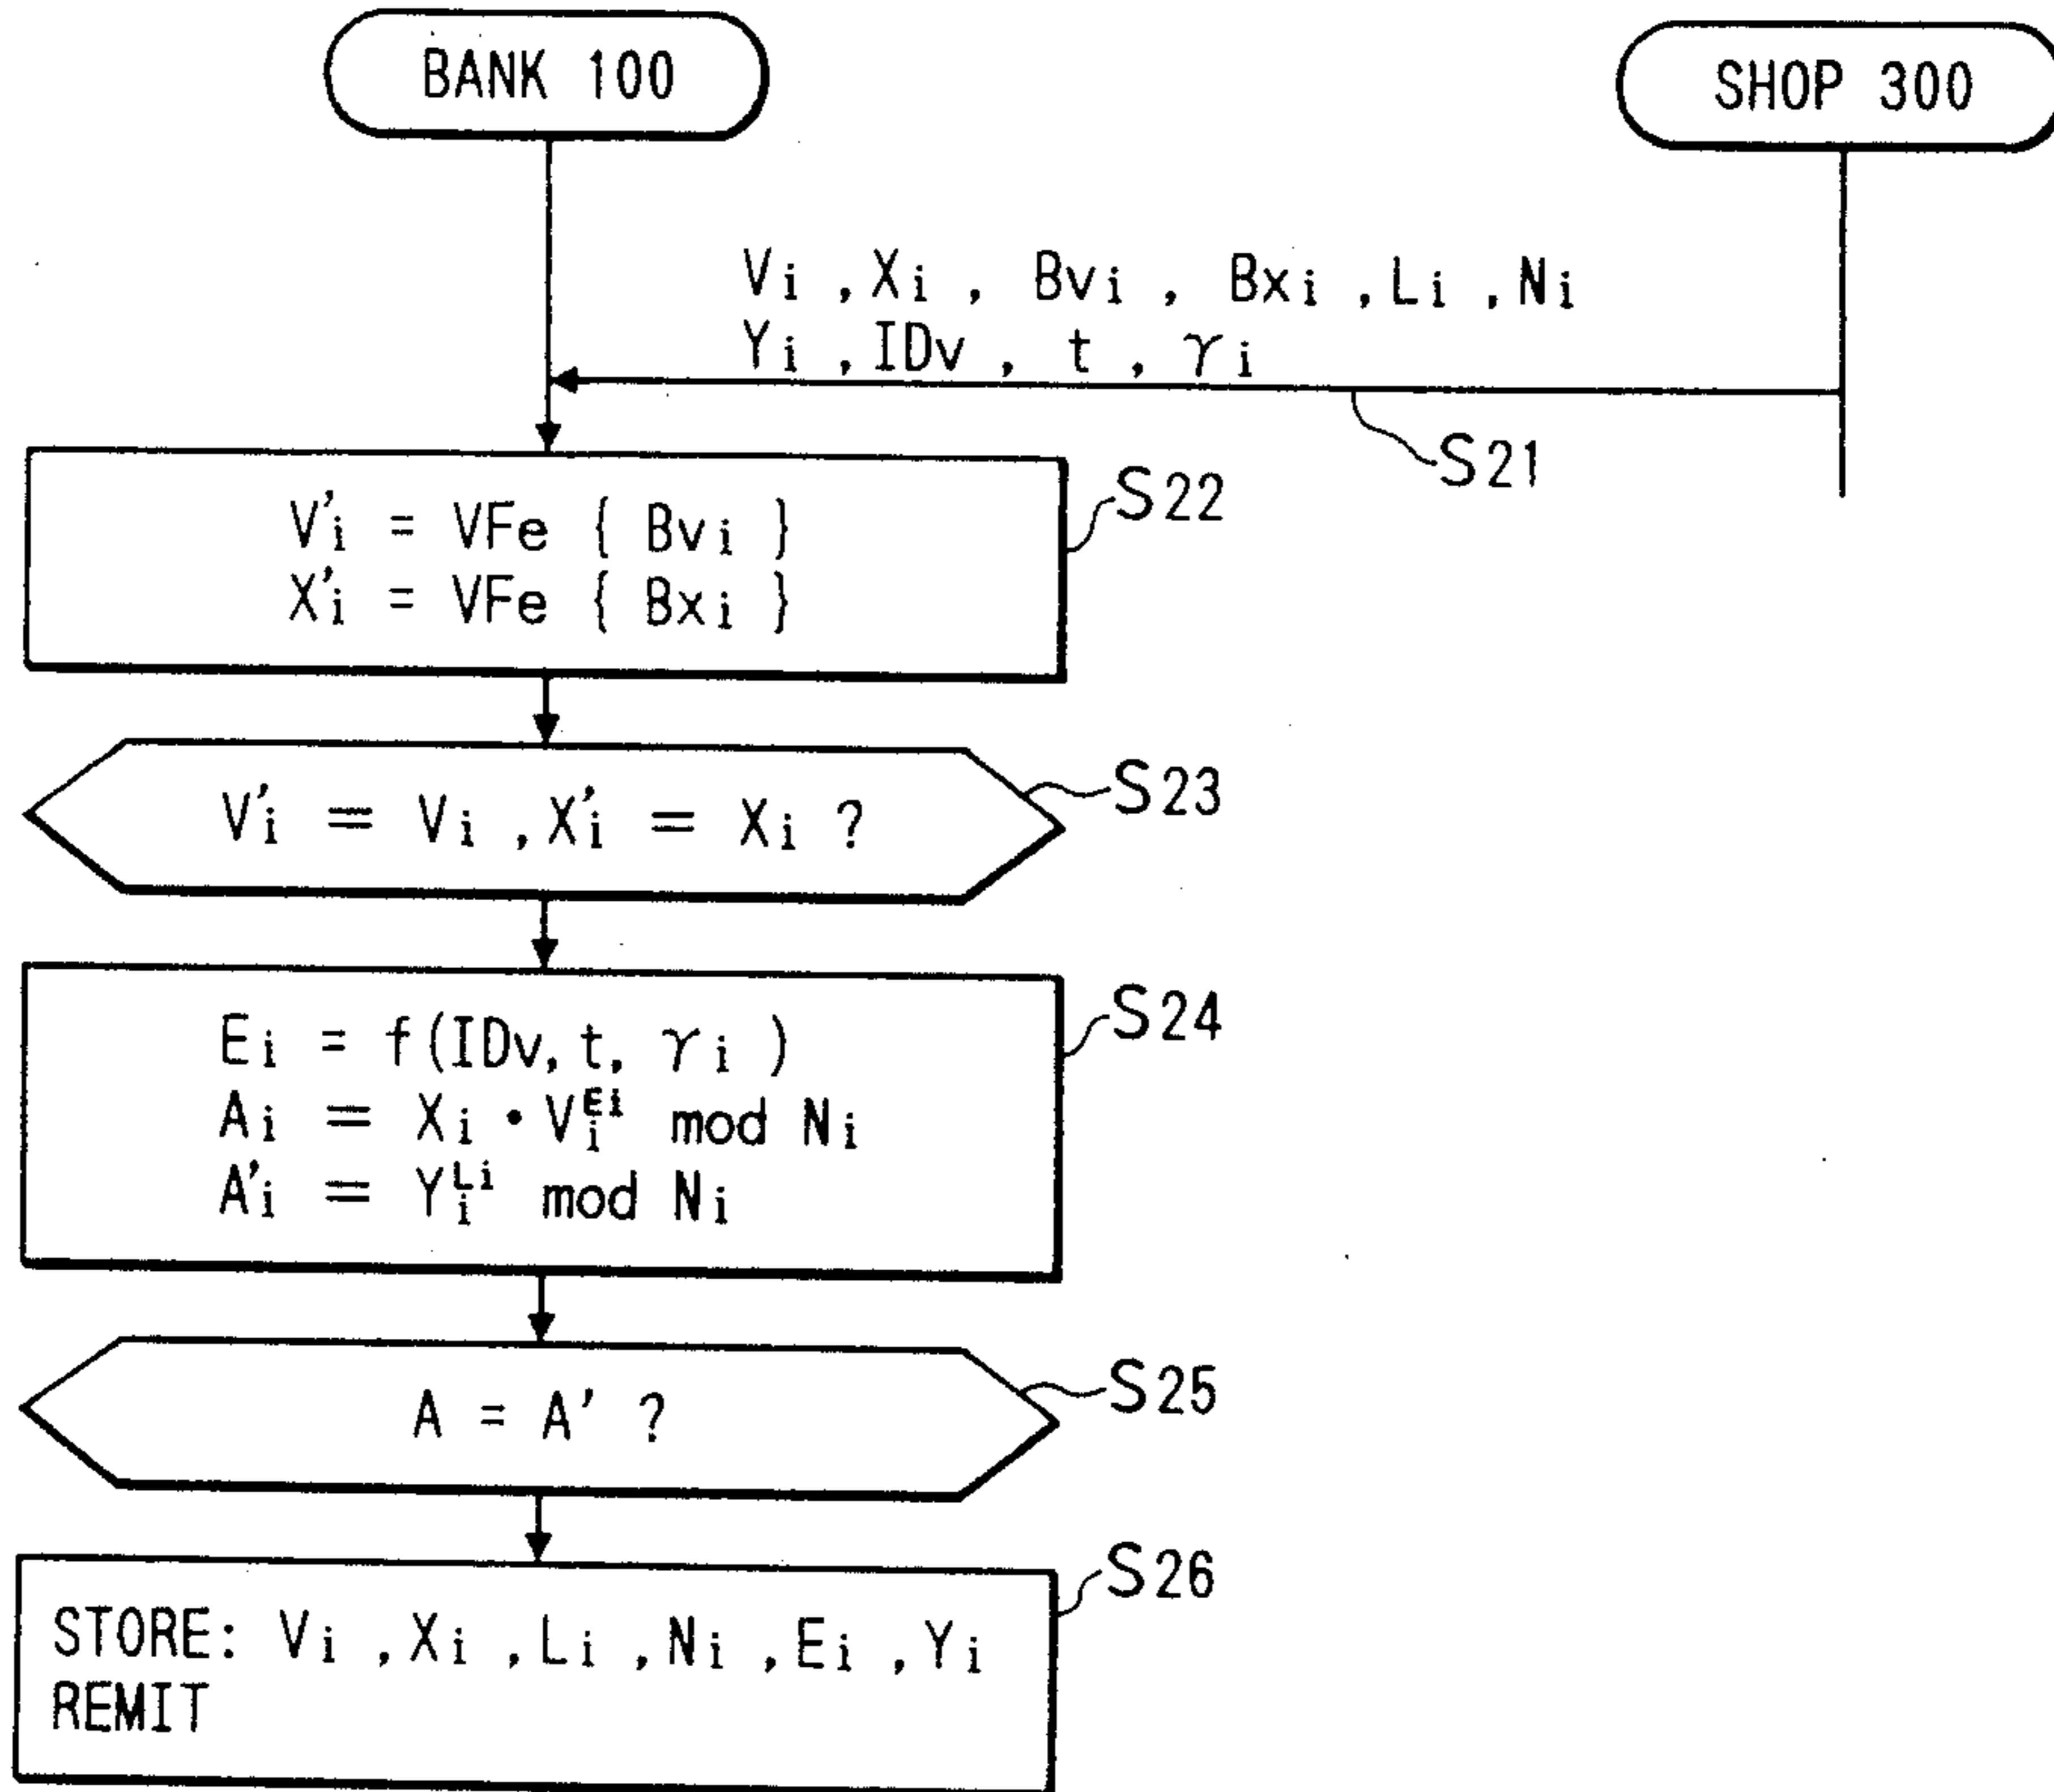 BANK 100
SHOP 300
Vi , Xi , Bvi , Bxi , Li , Ni
Yi , IDv , t , γi
S21
S22
V'i = VFe { Bvi }
X'i = VFe { Bxi }
S23
V'i = Vi , X'i = Xi ?
S24
Ei = f(IDv, t, γi )
Ai = Xi · Vi^Ei mod Ni
A'i = Yi^Li mod Ni
S25
A = A' ?
S26
STORE: Vi , Xi , Li , Ni , Ei , Yi
REMIT